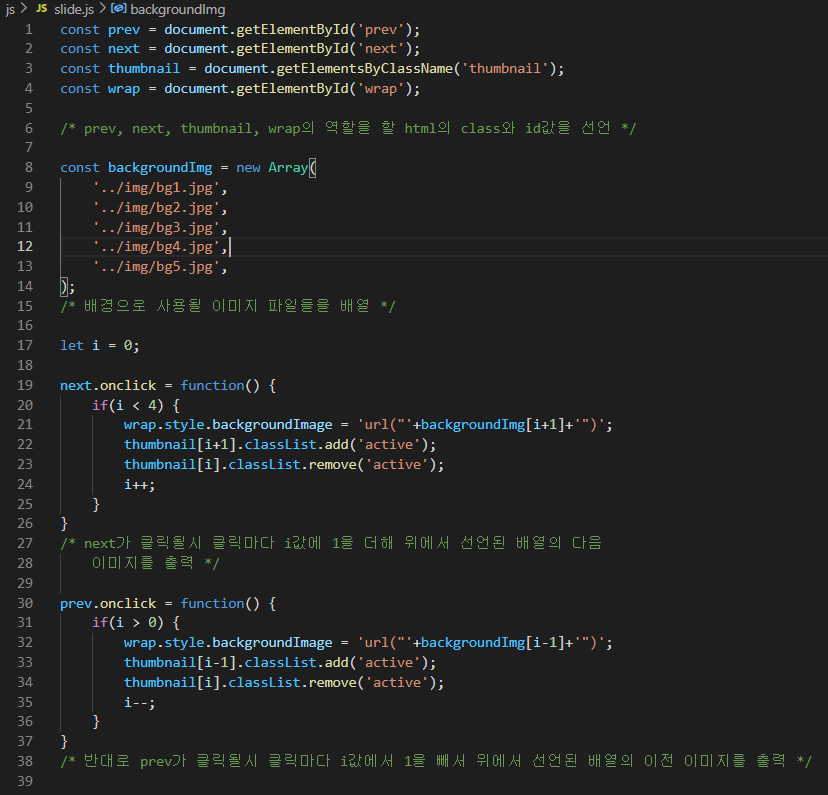 js > JS slide.js > backgroundImg
1 const prev = document.getElementById('prev');
2 const next = document.getElementById('next');
3 const thumbnail = document.getElementsByClassName('thumbnail');
4 const wrap = document.getElementById('wrap');
5
6 /* prev, next, thumbnail, wrap의 역할을 할 html의 class와 id값을 선언 */
7
8 const backgroundImg = new Array(
9 '../img/bg1.jpg',
10 '../img/bg2.jpg',
11 '../img/bg3.jpg',
12 '../img/bg4.jpg',
13 '../img/bg5.jpg',
14 );
15 /* 배경으로 사용될 이미지 파일들을 배열 */
16
17 let i = 0;
18
19 next.onclick = function() {
20 if(i < 4) {
21 wrap.style.backgroundImage = 'url("'+backgroundImg[i+1]+'")';
22 thumbnail[i+1].classList.add('active');
23 thumbnail[i].classList.remove('active');
24 i++;
25 }
26 }
27 /* next가 클릭될시 클릭마다 i값에 1을 더해 위에서 선언된 배열의 다음
28 이미지를 출력 */
29
30 prev.onclick = function() {
31 if(i > 0) {
32 wrap.style.backgroundImage = 'url("'+backgroundImg[i-1]+'")';
33 thumbnail[i-1].classList.add('active');
34 thumbnail[i].classList.remove('active');
35 i--;
36 }
37 }
38 /* 반대로 prev가 클릭될시 클릭마다 i값에서 1을 빼서 위에서 선언된 배열의 이전 이미지를 출력 */
39